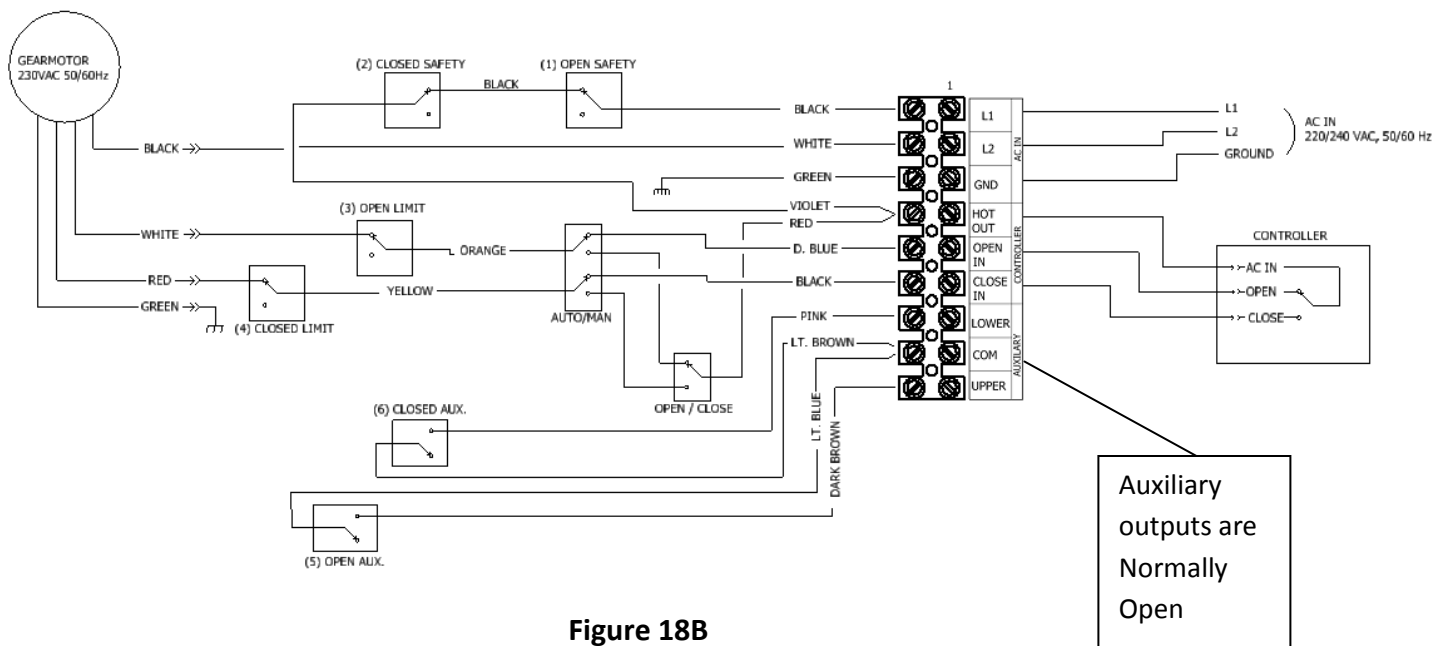 GEARMOTOR
230VAC 50/60Hz
(2) CLOSED SAFETY
(1) OPEN SAFETY
BLACK
BLACK
WHITE
GREEN
VIOLET
RED
D. BLUE
BLACK
PINK
LT. BROWN
LT. BLUE
DARK BROWN
BLACK
WHITE
RED
GREEN
(3) OPEN LIMIT
(4) CLOSED LIMIT
ORANGE
YELLOW
AUTO/MAN
OPEN / CLOSE
(6) CLOSED AUX.
(5) OPEN AUX.
1
L1
L2
GND
AC IN
HOT
OUT
OPEN
IN
CLOSE
IN
CONTROLLER
LOWER
COM
UPPER
AUXILARY
L1
L2
GROUND
AC IN
220/240 VAC, 50/60 Hz
CONTROLLER
AC IN
OPEN
CLOSE
Auxiliary
outputs are
Normally
Open
Figure 18B